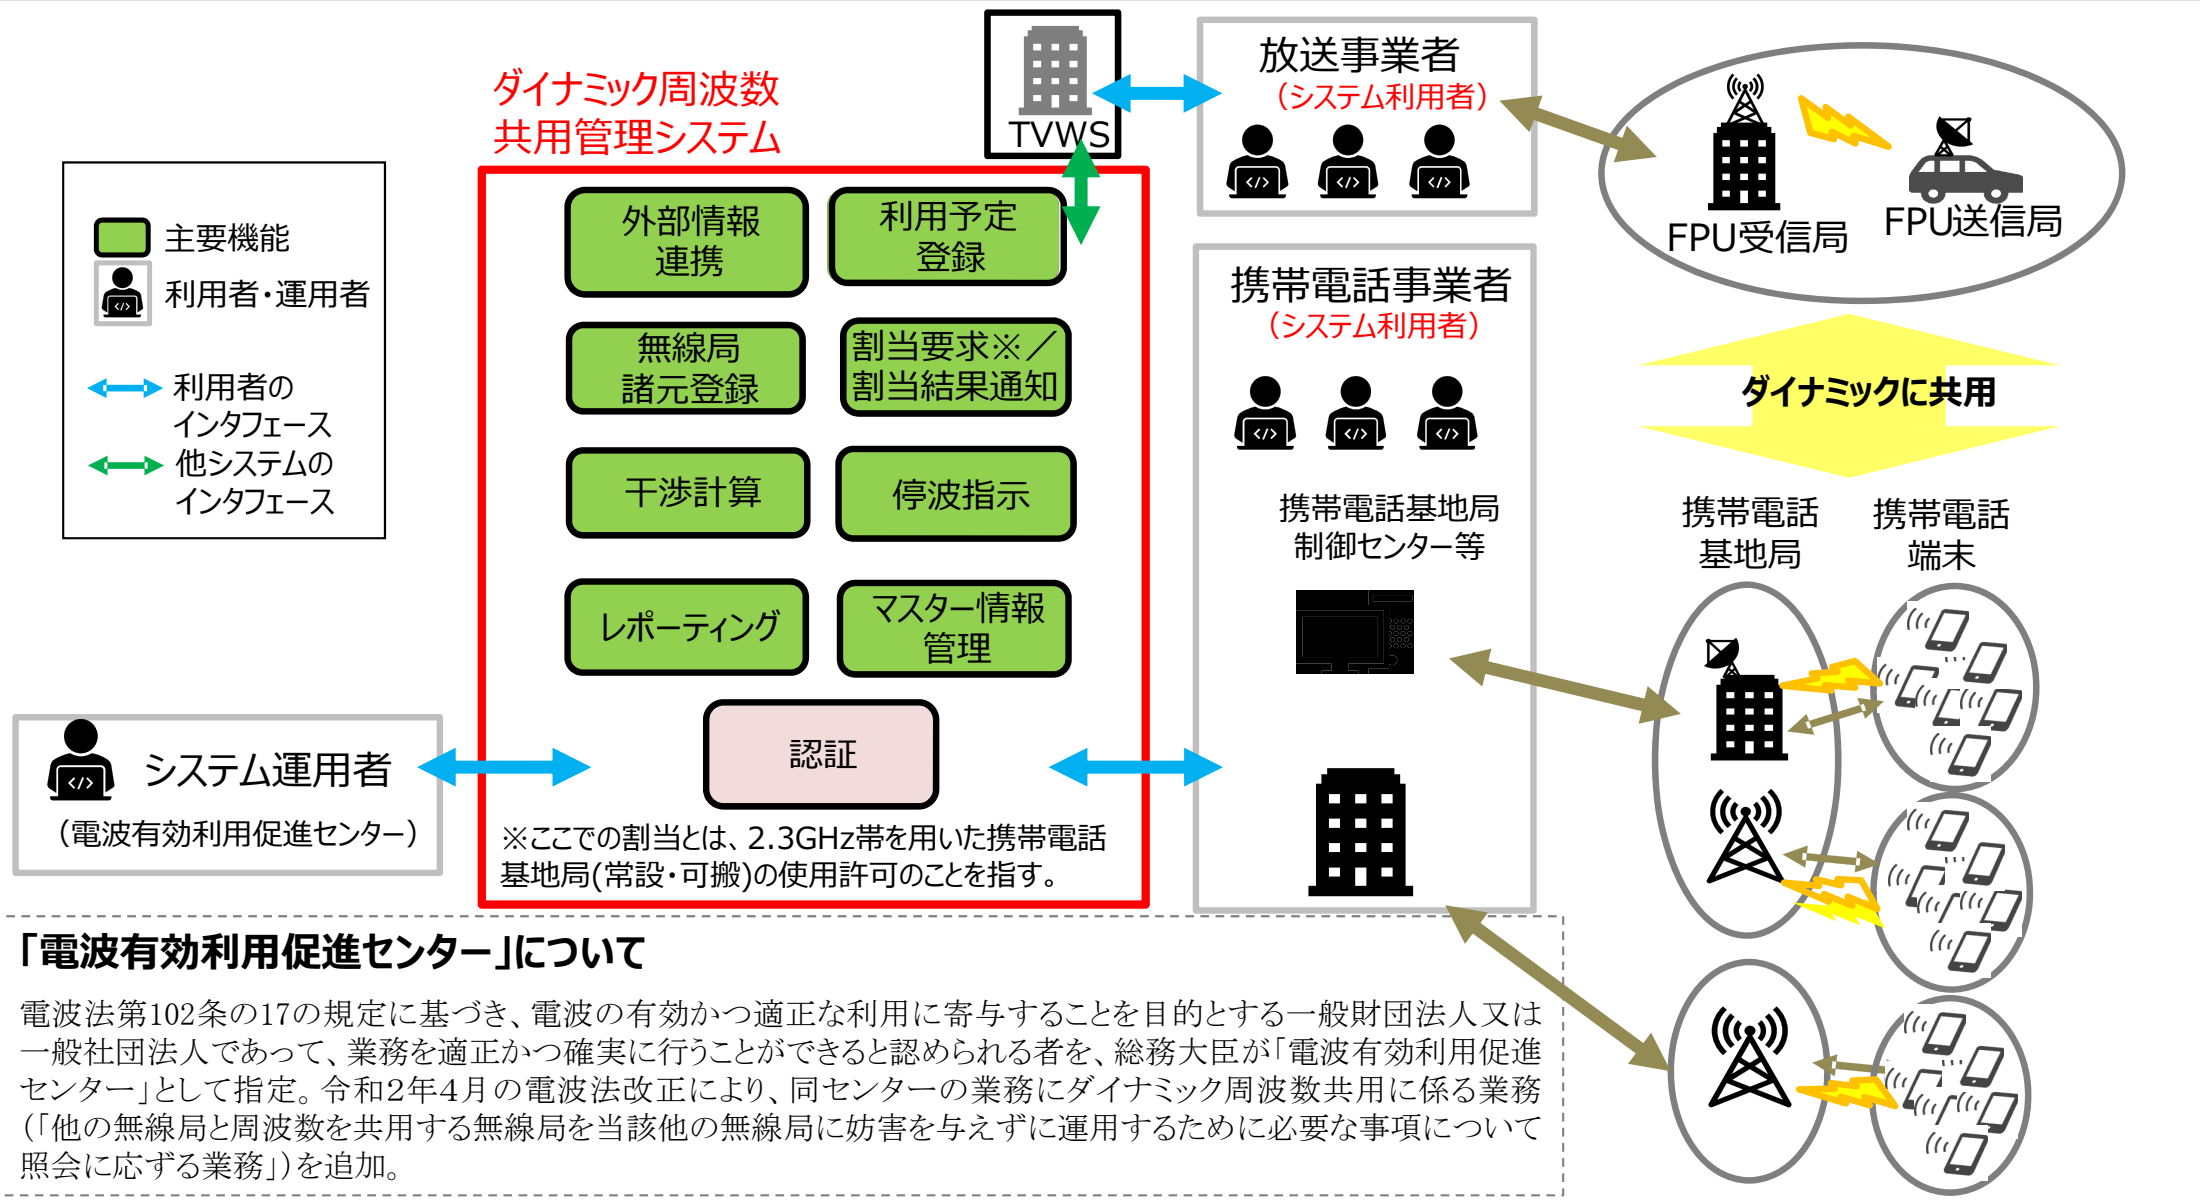 ダイナミック周波数
共用管理システム
TVWS
主要機能
利用者・運用者
利用者の
インタフェース
他システムの
インタフェース
外部情報
連携
利用予定
登録
無線局
諸元登録
割当要求※／
割当結果通知
干渉計算
停波指示
レポーティング
マスター情報
管理
認証
※ここでの割当とは、2.3GHz帯を用いた携帯電話
基地局(常設・可搬)の使用許可のことを指す。
システム運用者
（電波有効利用促進センター）
放送事業者
（システム利用者）
携帯電話事業者
（システム利用者）
携帯電話基地局
制御センター等
FPU受信局
FPU送信局
ダイナミックに共用
携帯電話
基地局
携帯電話
端末
「電波有効利用促進センター」について
電波法第102条の17の規定に基づき、電波の有効かつ適正な利用に寄与することを目的とする一般財団法人又は
一般社団法人であって、業務を適正かつ確実に行うことができると認められる者を、総務大臣が「電波有効利用促進
センター」として指定。令和２年４月の電波法改正により、同センターの業務にダイナミック周波数共用に係る業務
（「他の無線局と周波数を共用する無線局を当該他の無線局に妨害を与えずに運用するために必要な事項について
照会に応ずる業務」）を追加。